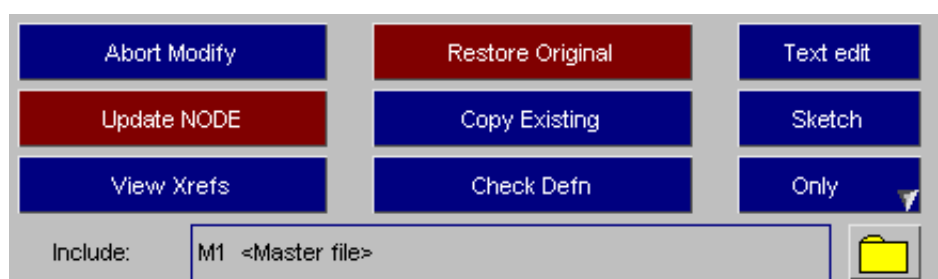 Abort Modify Restore Original Text edit
Update NODE Copy Existing Sketch
View Xrefs Check Defn Only
Include: M1 <Master file>